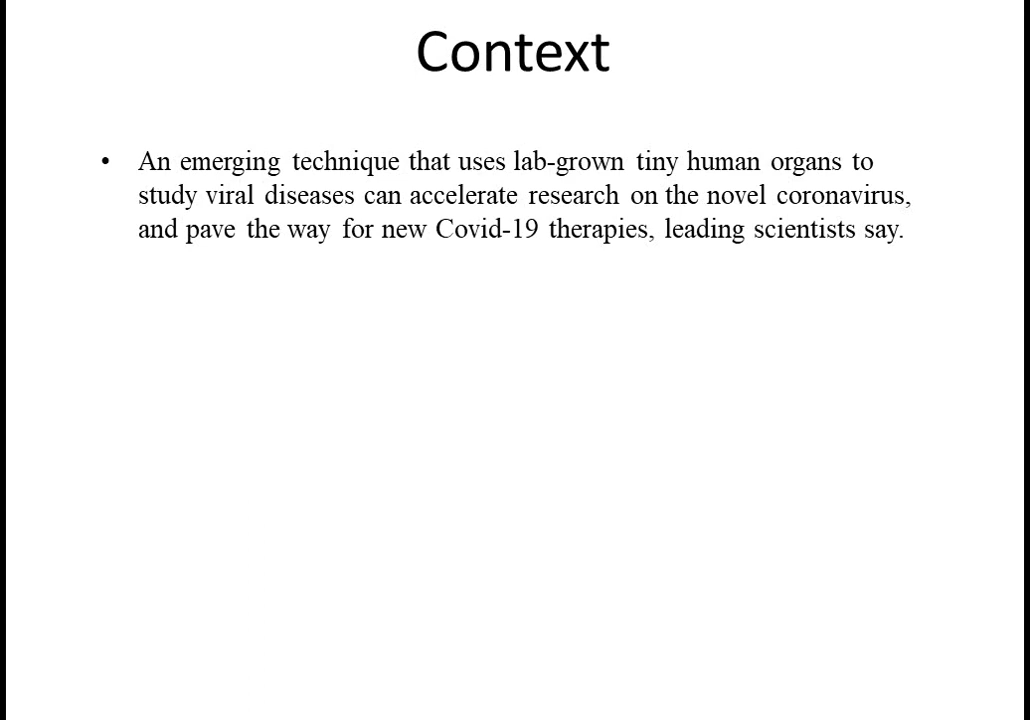 Context
• An emerging technique that uses lab-grown tiny human organs to
study viral diseases can accelerate research on the novel coronavirus,
and pave the way for new Covid-19 therapies, leading scientists say.